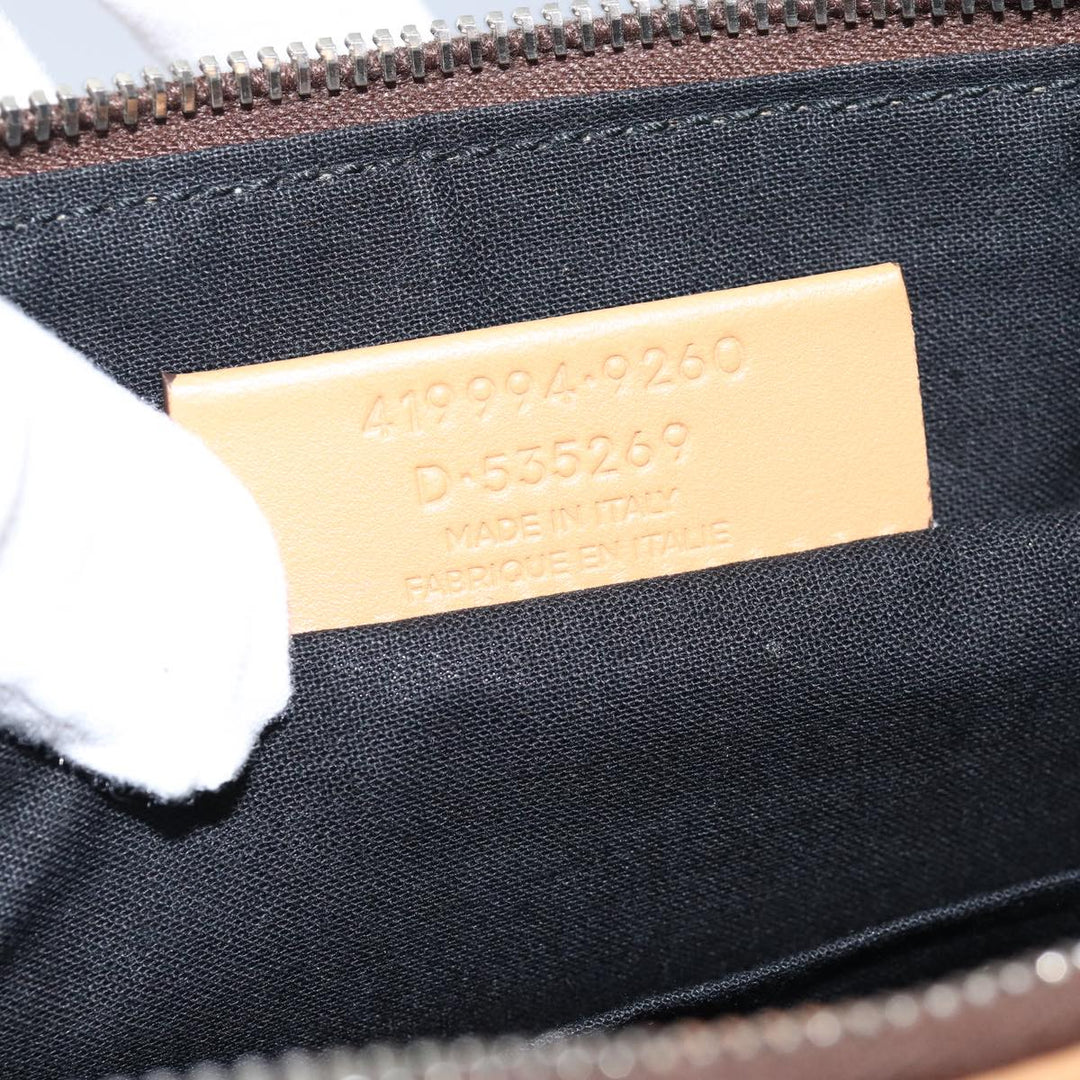 419994·9260
D·535269
MADE IN ITALY
FABRIQUE EN ITALIE